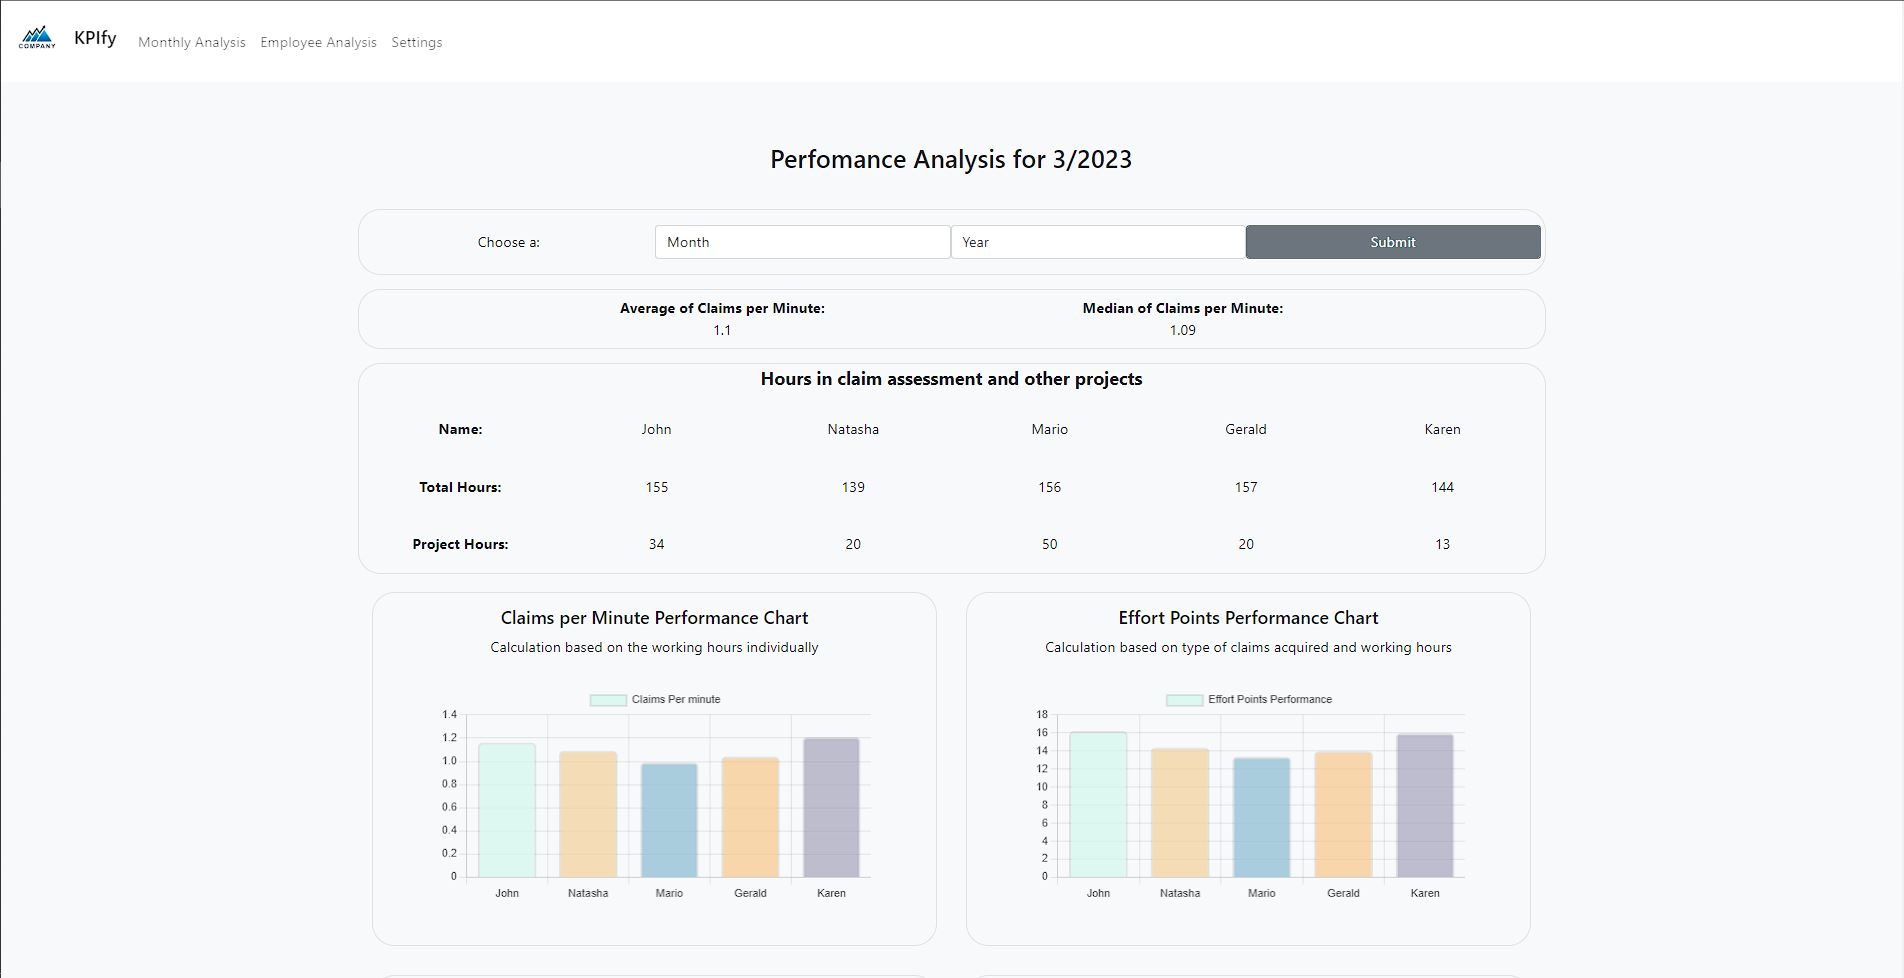 COMPANY
KPIfy Monthly Analysis Employee Analysis Settings
Perfomance Analysis for 3/2023
Choose a: Month Year Submit
Average of Claims per Minute: Median of Claims per Minute:
1.1 1.09
Hours in claim assessment and other projects
Name: John Natasha Mario Gerald Karen
Total Hours: 155 139 156 157 144
Project Hours: 34 20 50 20 13
Claims per Minute Performance Chart
Calculation based on the working hours individually
Claims Per minute
1.4
1.2
1.0
0.8
0.6
0.4
0.2
0
John Natasha Mario Gerald Karen
Effort Points Performance Chart
Calculation based on type of claims acquired and working hours
Effort Points Performance
18
16
14
12
10
8
6
4
2
0
John Natasha Mario Gerald Karen